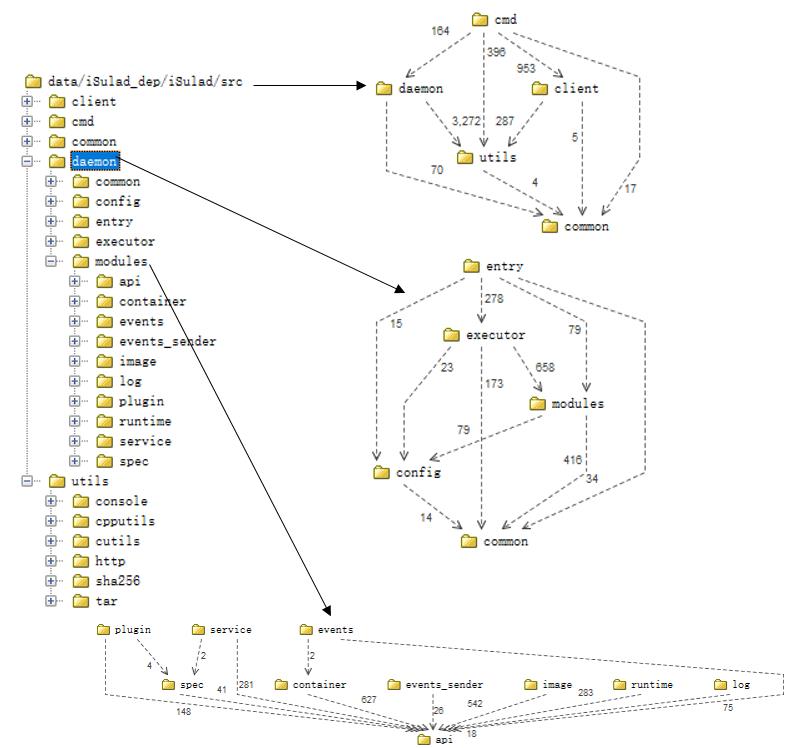 data/iSulad_dep/iSulad/src
client
cmd
common
daemon
common
config
entry
executor
modules
api
container
events
events_sender
image
log
plugin
runtime
service
spec
utils
console
cpputils
cutils
http
sha256
tar
cmd
164
396
953
daemon
client
3,272
287
5
utils
70
4
17
common
entry
278
15
79
executor
23
173
658
modules
79
416
config
34
14
common
plugin
service
events
4
2
2
spec
container
events_sender
image
runtime
log
41
281
627
542
283
148
26
18
75
api